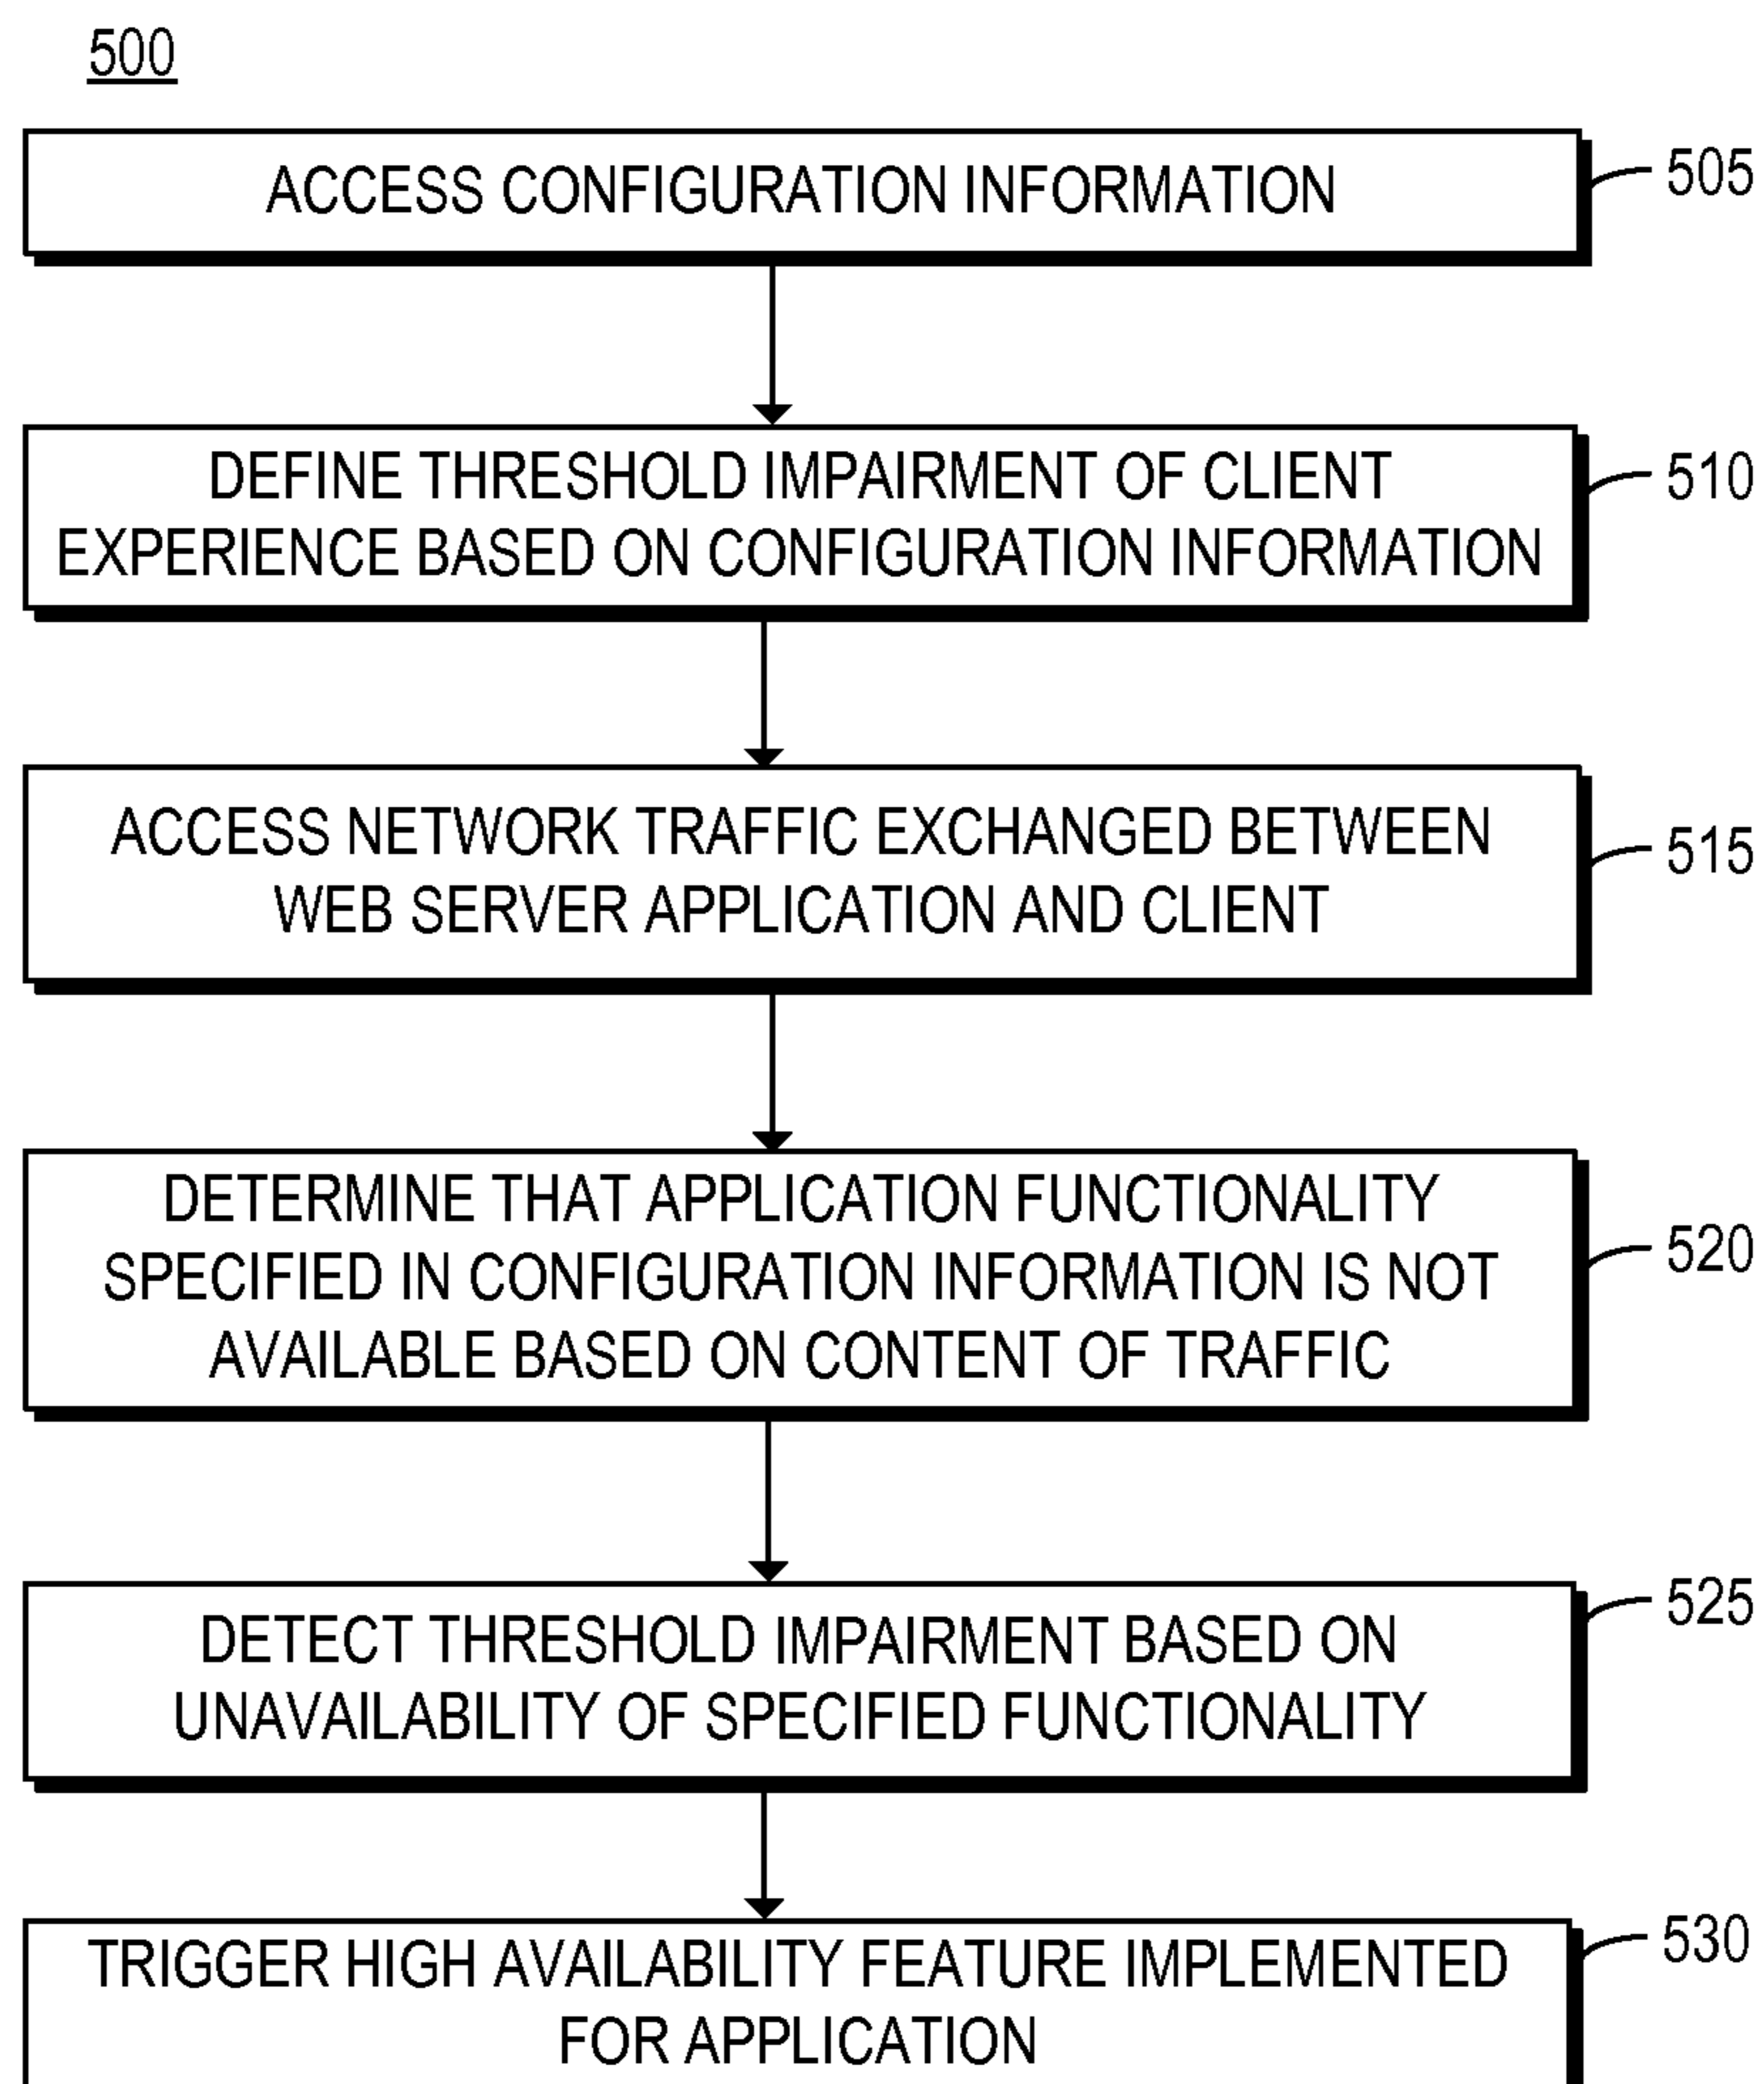 500
ACCESS CONFIGURATION INFORMATION
505
DEFINE THRESHOLD IMPAIRMENT OF CLIENT
EXPERIENCE BASED ON CONFIGURATION INFORMATION
510
ACCESS NETWORK TRAFFIC EXCHANGED BETWEEN
WEB SERVER APPLICATION AND CLIENT
515
DETERMINE THAT APPLICATION FUNCTIONALITY
SPECIFIED IN CONFIGURATION INFORMATION IS NOT
AVAILABLE BASED ON CONTENT OF TRAFFIC
520
DETECT THRESHOLD IMPAIRMENT BASED ON
UNAVAILABILITY OF SPECIFIED FUNCTIONALITY
525
TRIGGER HIGH AVAILABILITY FEATURE IMPLEMENTED
FOR APPLICATION
530